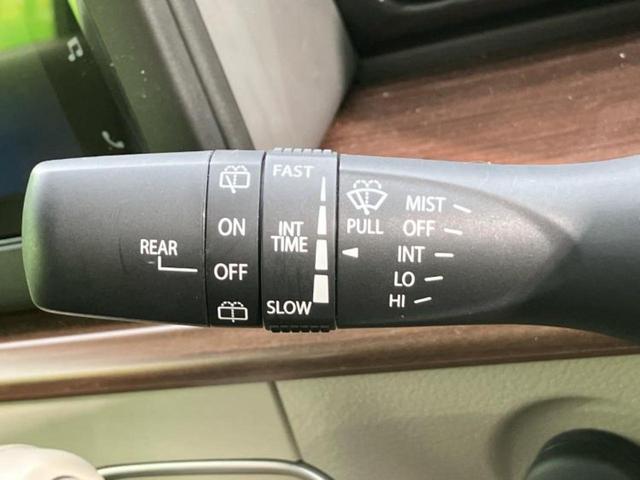 REAR
ON
OFF
FAST
INT
TIME
SLOW
PULL
MIST
OFF
INT
LO
HI